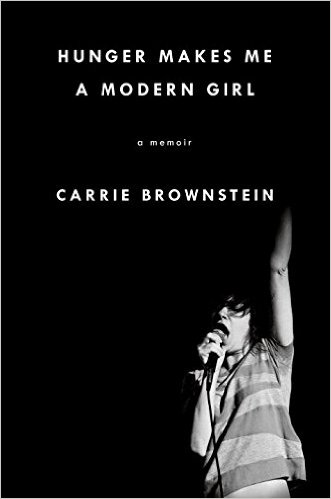 HUNGER MAKES ME
A MODERN GIRL
a memoir
CARRIE BROWNSTEIN